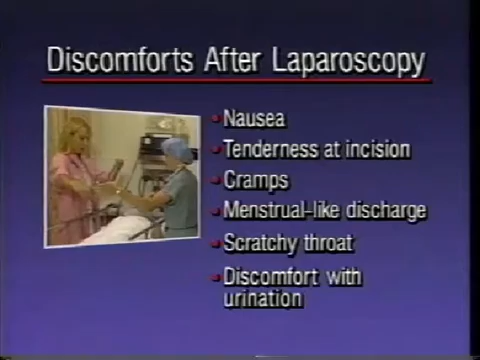 Discomforts After Laparoscopy
Nausea
Tenderness at incision
Cramps
Menstrual-like discharge
Scratchy throat
Discomfort with
urination